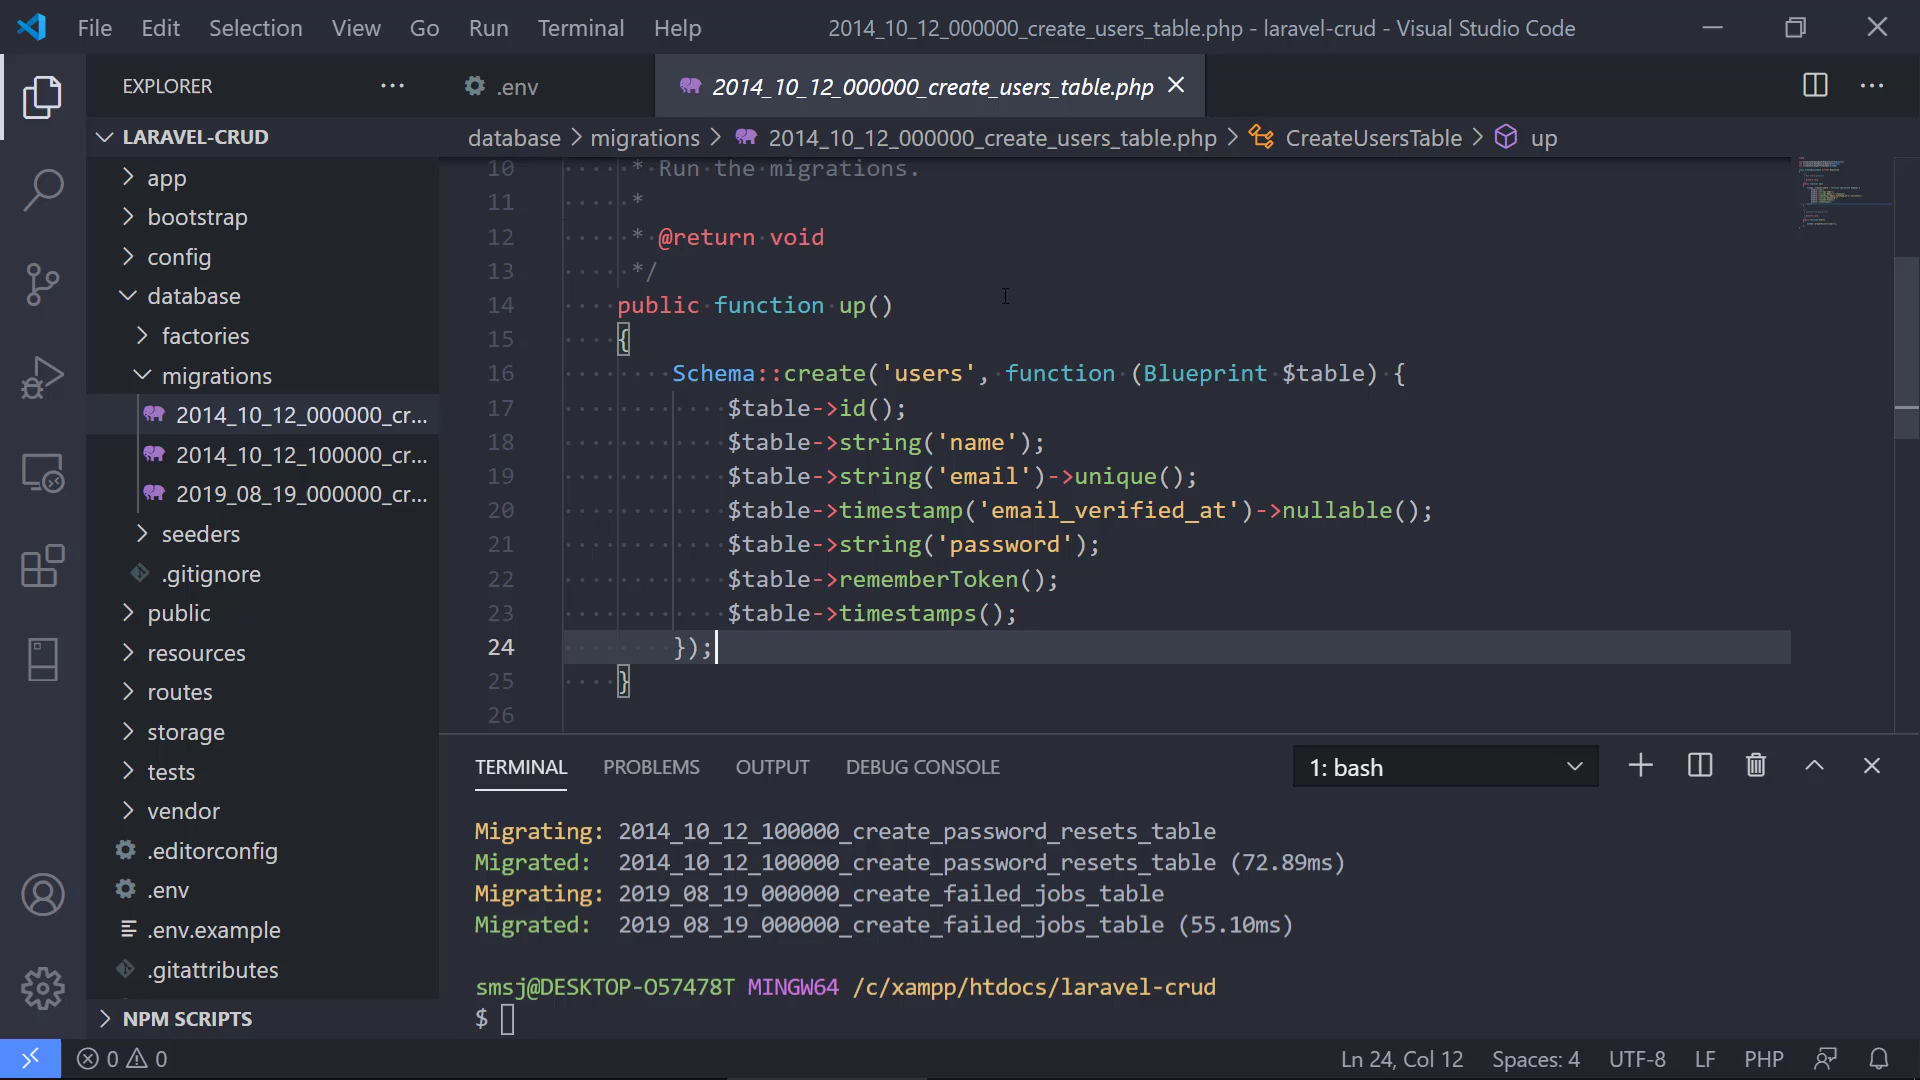 File Edit Selection View Go Run Terminal Help
2014_10_12_000000_create_users_table.php - laravel-crud - Visual Studio Code
EXPLORER
.env
2014_10_12_000000_create_users_table.php
LARAVEL-CRUD
database > migrations > 2014_10_12_000000_create_users_table.php > CreateUsersTable > up
app
bootstrap
config
database
factories
migrations
2014_10_12_000000_cr...
2014_10_12_100000_cr...
2019_08_19_000000_cr...
seeders
.gitignore
public
resources
routes
storage
tests
vendor
.editorconfig
.env
.env.example
.gitattributes
NPM SCRIPTS
10 * Run the migrations.
11 *
12 * @return void
13 */
14 public function up()
15 {
16 Schema::create('users', function (Blueprint $table) {
17 $table->id();
18 $table->string('name');
19 $table->string('email')->unique();
20 $table->timestamp('email_verified_at')->nullable();
21 $table->string('password');
22 $table->rememberToken();
23 $table->timestamps();
24 });
25 }
26
TERMINAL PROBLEMS OUTPUT DEBUG CONSOLE
1: bash
Migrating: 2014_10_12_100000_create_password_resets_table
Migrated: 2014_10_12_100000_create_password_resets_table (72.89ms)
Migrating: 2019_08_19_000000_create_failed_jobs_table
Migrated: 2019_08_19_000000_create_failed_jobs_table (55.10ms)
smsj@DESKTOP-O57478T MINGW64 /c/xampp/htdocs/laravel-crud
$
0 0
Ln 24, Col 12 Spaces: 4 UTF-8 LF PHP